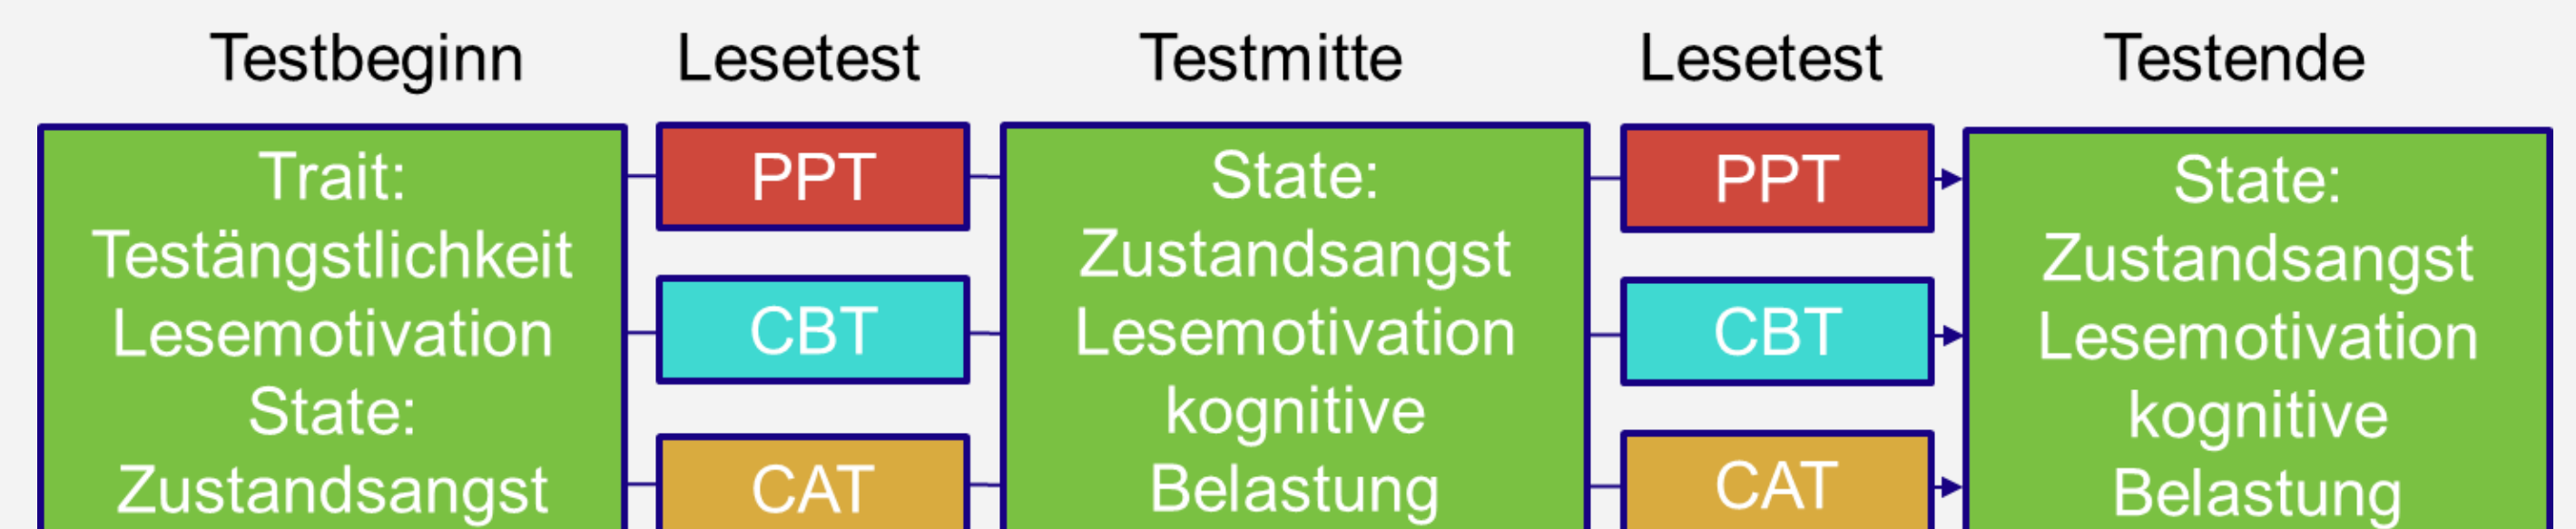 Testbeginn
Lesetest
Testmitte
Lesetest
Testende
Trait:
Testängstlichkeit
Lesemotivation
State:
Zustandsangst
PPT
CBT
CAT
State:
Zustandsangst
Lesemotivation
kognitive
Belastung
PPT
CBT
CAT
State:
Zustandsangst
Lesemotivation
kognitive
Belastung